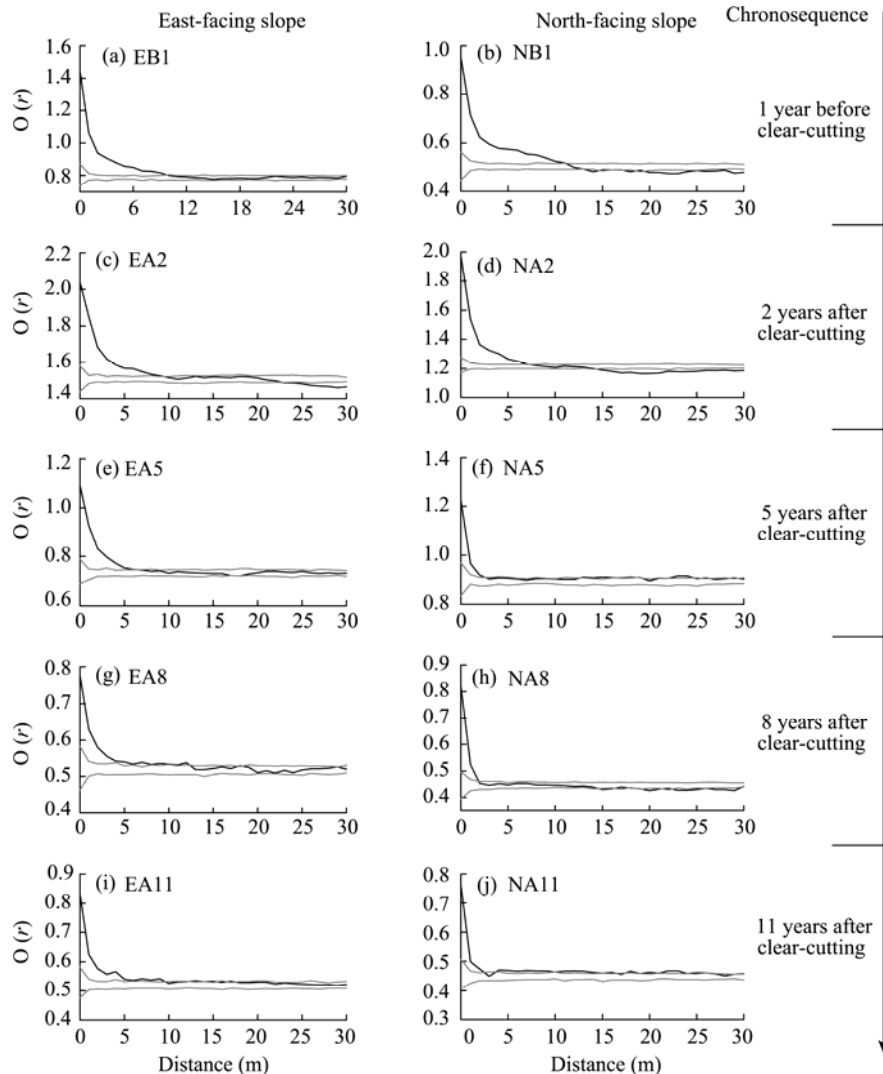 East-facing slope
North-facing slope
Chronosequence
(a) EB1
O (r)
1.6
1.4
1.2
1.0
0.8
0 6 12 18 24 30
(b) NB1
1.0
0.8
0.6
0.4
0 5 10 15 20 25 30
1 year before
clear-cutting
(c) EA2
O (r)
2.2
2.0
1.8
1.6
1.4
0 5 10 15 20 25 30
(d) NA2
2.0
1.8
1.6
1.4
1.2
1.0
0 5 10 15 20 25 30
2 years after
clear-cutting
(e) EA5
O (r)
1.2
1.0
0.8
0.6
0 5 10 15 20 25 30
(f) NA5
1.4
1.2
1.0
0.8
0 5 10 15 20 25 30
5 years after
clear-cutting
(g) EA8
O (r)
0.8
0.7
0.6
0.5
0.4
0 5 10 15 20 25 30
(h) NA8
0.9
0.8
0.7
0.6
0.5
0.4
0 5 10 15 20 25 30
8 years after
clear-cutting
(i) EA11
O (r)
0.9
0.8
0.7
0.6
0.5
0.4
0 5 10 15 20 25 30
Distance (m)
(j) NA11
0.8
0.7
0.6
0.5
0.4
0.3
0 5 10 15 20 25 30
Distance (m)
11 years after
clear-cutting